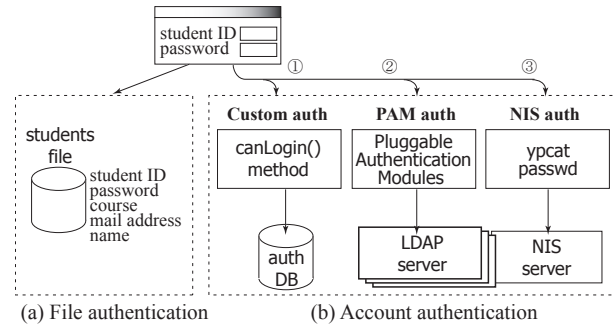 student ID
password
①
②
③
students
file
student ID
password
course
mail address
name
Custom auth
PAM auth
NIS auth
canLogin()
method
Pluggable
Authentication
Modules
ypcat
passwd
auth
DB
LDAP
server
NIS
server
(a) File authentication
(b) Account authentication